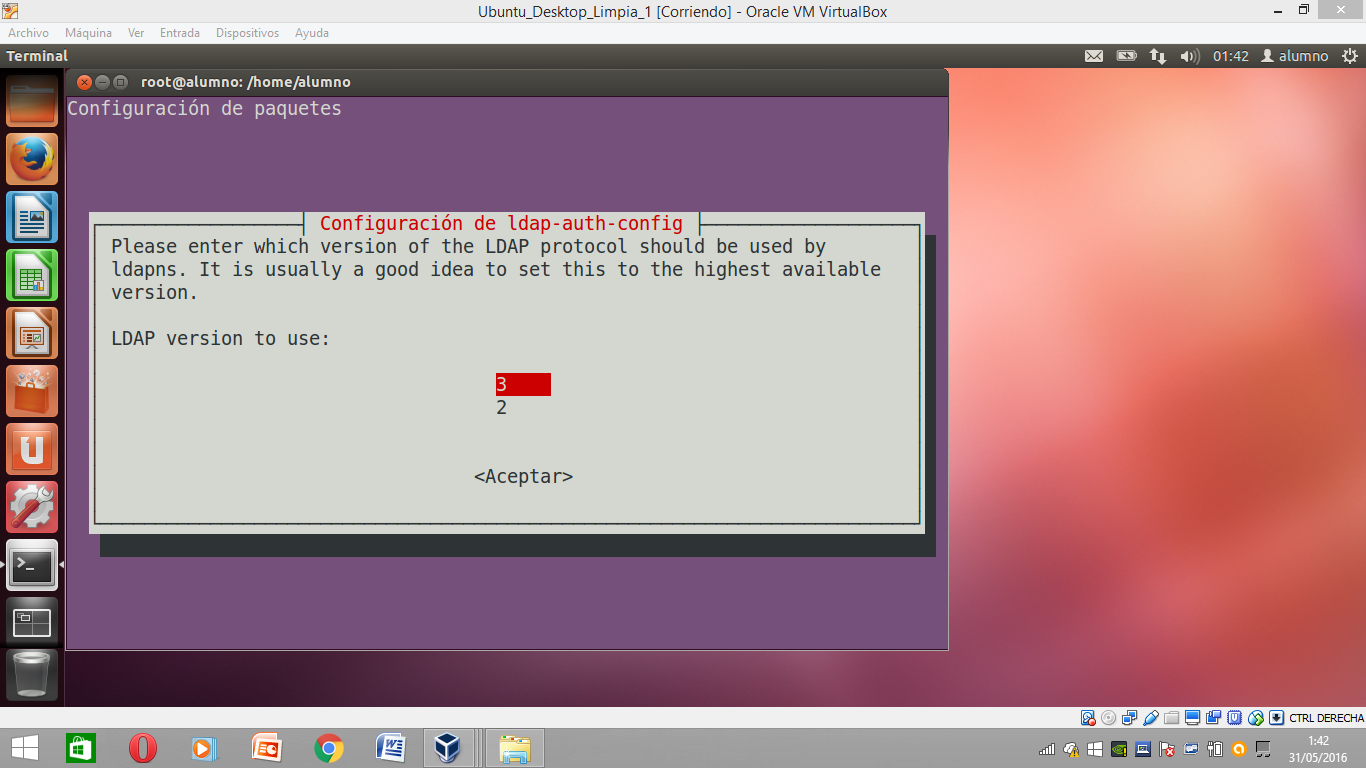 Ubuntu_Desktop_Limpia_1 [Corriendo] - Oracle VM VirtualBox
Archivo Máquina Ver Entrada Dispositivos Ayuda
Terminal 01:42 alumno
root@alumno: /home/alumno
Configuración de paquetes
Configuración de ldap-auth-config
Please enter which version of the LDAP protocol should be used by
ldapns. It is usually a good idea to set this to the highest available
version.
LDAP version to use:
3
2
<Aceptar>
CTRL DERECHA
1:42
31/05/2016